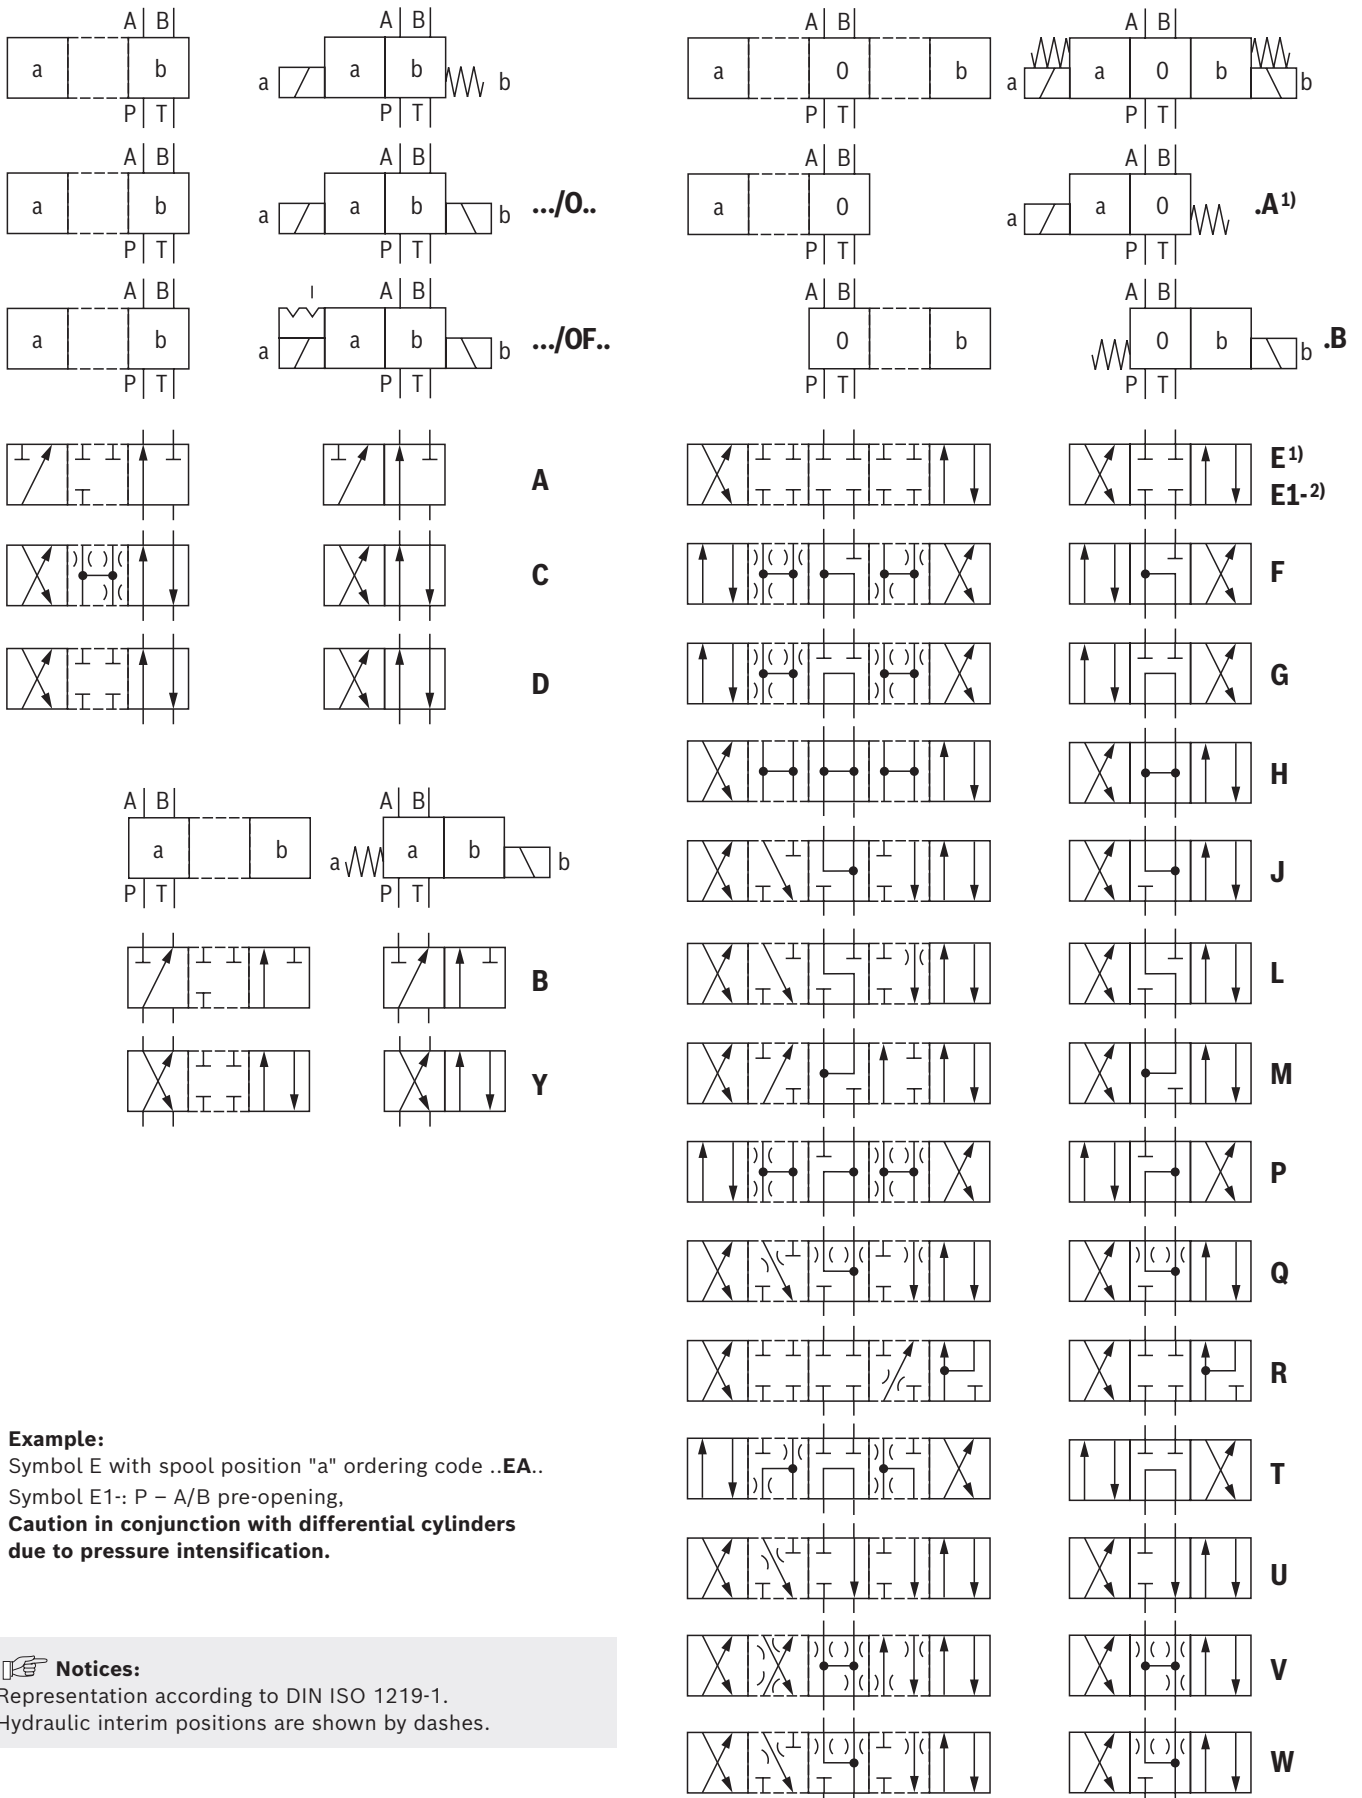 A B
a b
P T
A B
a a b b
P T
A B
a b
P T
A B
a a b b .../O..
P T
A B
a b
P T
A B
a a b b .../OF..
P T
A
C
D
A B
a b
P T
A B
a a b b
P T
B
Y
A B
a 0 b
P T
A B
a a 0 b b
P T
A B
a 0
P T
A B
a a 0 .A 1)
P T
A B
0 b
P T
A B
0 b b .B
P T
E 1)
E1- 2)
F
G
H
J
L
M
P
Q
R
T
U
V
W
Example:
Symbol E with spool position "a" ordering code ..EA..
Symbol E1-: P – A/B pre-opening,
Caution in conjunction with differential cylinders
due to pressure intensification.
Notices:
Representation according to DIN ISO 1219-1.
Hydraulic interim positions are shown by dashes.